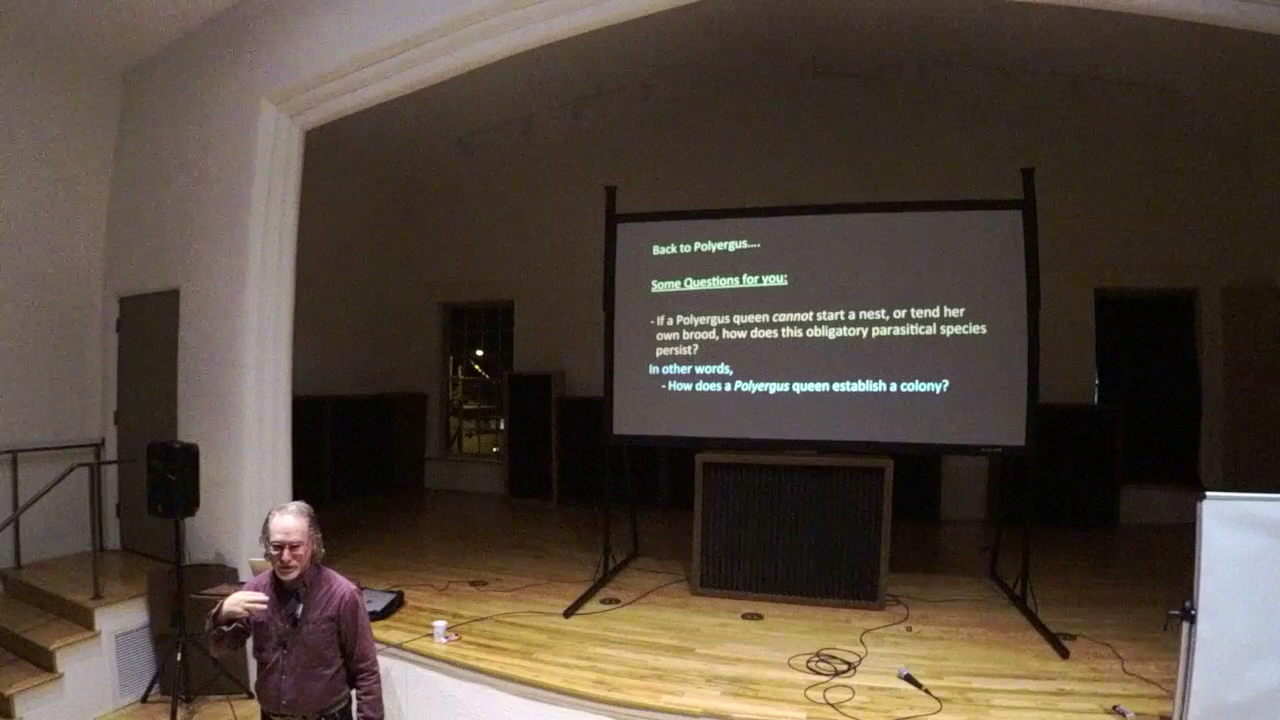 Back to Polyergus....
Some Questions for you:
- If a Polyergus queen cannot start a nest, or tend her
own brood, how does this obligatory parasitical species
persist?
In other words,
- How does a Polyergus queen establish a colony?